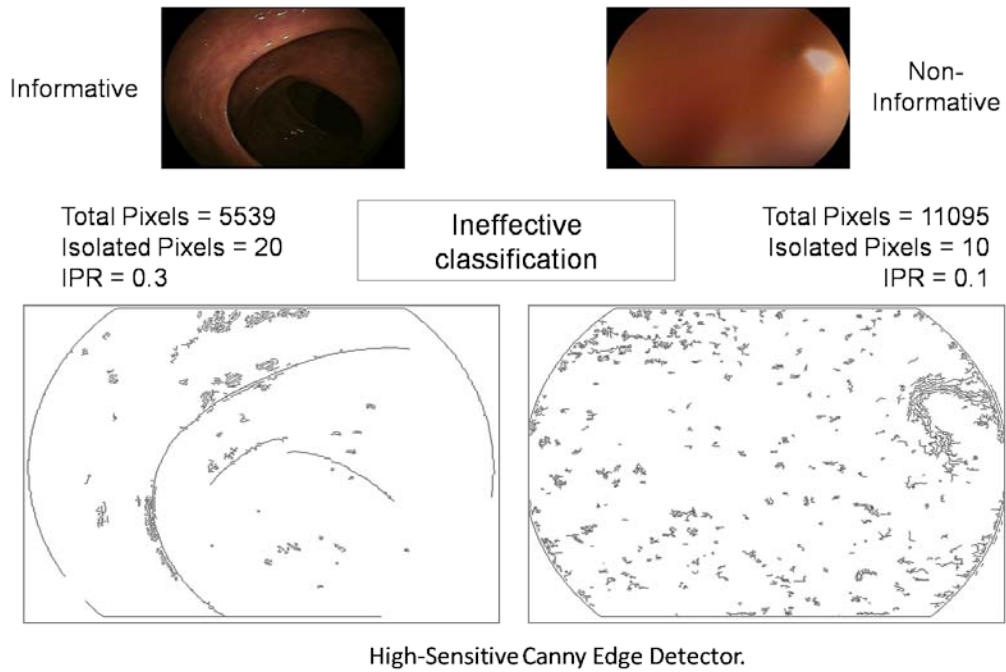 Informative
Non-
Informative
Total Pixels = 5539
Isolated Pixels = 20
IPR = 0.3
Ineffective
classification
Total Pixels = 11095
Isolated Pixels = 10
IPR = 0.1
High-Sensitive Canny Edge Detector.